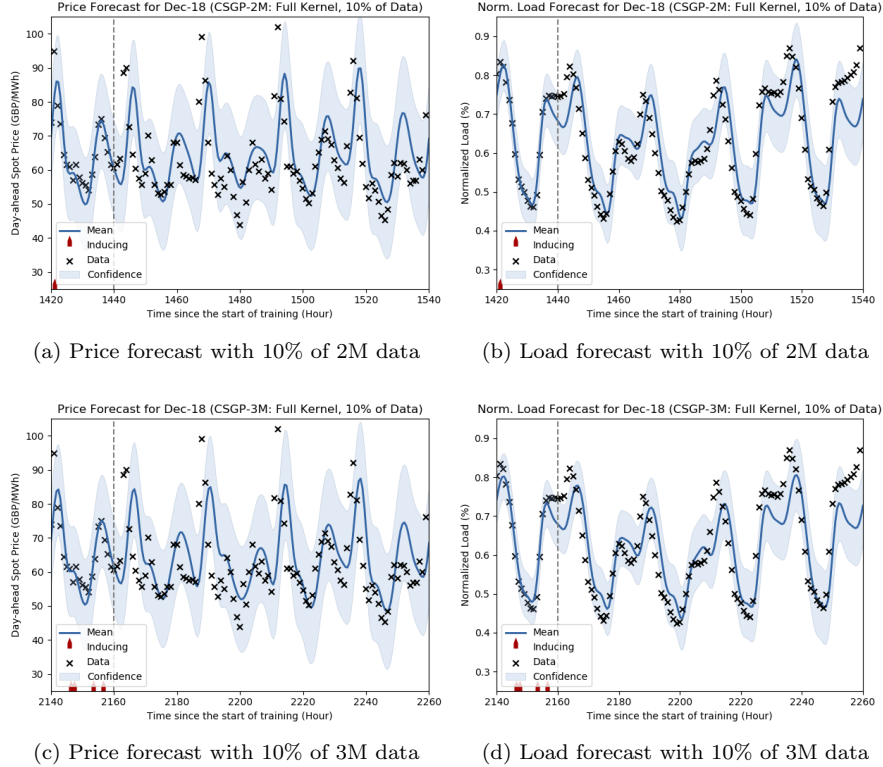 Price Forecast for Dec-18 (CSGP-2M: Full Kernel, 10% of Data)
Day-ahead Spot Price (GBP/MWh)
100
90
80
70
60
50
40
30
Mean
Inducing
Data
Confidence
1420 1440 1460 1480 1500 1520 1540
Time since the start of training (Hour)
(a) Price forecast with 10% of 2M data
Norm. Load Forecast for Dec-18 (CSGP-2M: Full Kernel, 10% of Data)
Normalized Load (%)
0.9
0.8
0.7
0.6
0.5
0.4
0.3
Mean
Inducing
Data
Confidence
1420 1440 1460 1480 1500 1520 1540
Time since the start of training (Hour)
(b) Load forecast with 10% of 2M data
Price Forecast for Dec-18 (CSGP-3M: Full Kernel, 10% of Data)
Day-ahead Spot Price (GBP/MWh)
100
90
80
70
60
50
40
30
Mean
Inducing
Data
Confidence
2140 2160 2180 2200 2220 2240 2260
Time since the start of training (Hour)
(c) Price forecast with 10% of 3M data
Norm. Load Forecast for Dec-18 (CSGP-3M: Full Kernel, 10% of Data)
Normalized Load (%)
0.9
0.8
0.7
0.6
0.5
0.4
0.3
Mean
Inducing
Data
Confidence
2140 2160 2180 2200 2220 2240 2260
Time since the start of training (Hour)
(d) Load forecast with 10% of 3M data